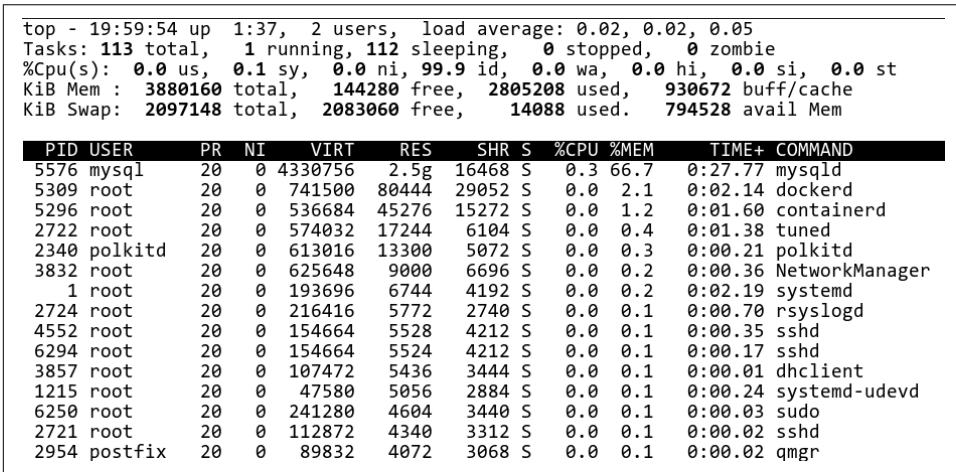 top - 19:59:54 up  1:37,  2 users,  load average: 0.02, 0.02, 0.05
Tasks: 113 total,   1 running, 112 sleeping,   0 stopped,   0 zombie
%Cpu(s):  0.0 us,  0.1 sy,  0.0 ni, 99.9 id,  0.0 wa,  0.0 hi,  0.0 si,  0.0 st
KiB Mem :  3880160 total,   144280 free,  2805208 used,   930672 buff/cache
KiB Swap:  2097148 total,  2083060 free,    14088 used.   794528 avail Mem
  PID USER      PR  NI    VIRT    RES    SHR S  %CPU %MEM     TIME+ COMMAND
 5576 mysql     20   0 4330756   2.5g  16468 S   0.3 66.7   0:27.77 mysqld
 5309 root      20   0  741500  80444  29052 S   0.0  2.1   0:02.14 dockerd
 5296 root      20   0  536684  45276  15272 S   0.0  1.2   0:01.60 containerd
 2722 root      20   0  574032  17244   6104 S   0.0  0.4   0:01.38 tuned
 2340 polkitd   20   0  613016  13300   5072 S   0.0  0.3   0:00.21 polkitd
 3832 root      20   0  625648   9000   6696 S   0.0  0.2   0:00.36 NetworkManager
    1 root      20   0  193696   6744   4192 S   0.0  0.2   0:02.19 systemd
 2724 root      20   0  216416   5772   2740 S   0.0  0.1   0:00.70 rsyslogd
 4552 root      20   0  154664   5528   4212 S   0.0  0.1   0:00.35 sshd
 6294 root      20   0  154664   5524   4212 S   0.0  0.1   0:00.17 sshd
 3857 root      20   0  107472   5436   3444 S   0.0  0.1   0:00.01 dhclient
 1215 root      20   0   47580   5056   2884 S   0.0  0.1   0:00.24 systemd-udevd
 6250 root      20   0  241280   4604   3440 S   0.0  0.1   0:00.03 sudo
 2721 root      20   0  112872   4340   3312 S   0.0  0.1   0:00.02 sshd
 2954 postfix   20   0   89832   4072   3068 S   0.0  0.1   0:00.02 qmgr